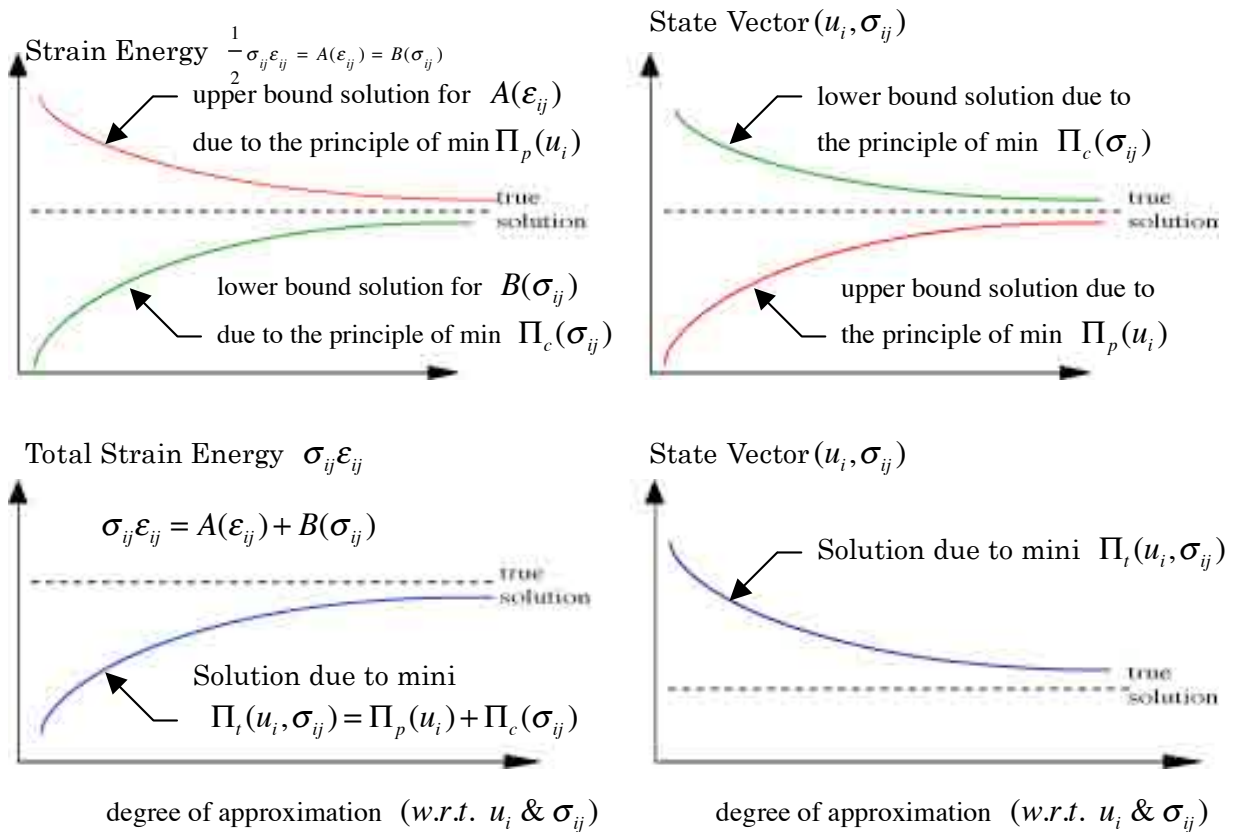 Strain Energy 1/2 σ_ij ε_ij = A(ε_ij) = B(σ_ij)
upper bound solution for A(ε_ij)
due to the principle of min Π_p(u_i)
true
solution
lower bound solution for B(σ_ij)
due to the principle of min Π_c(σ_ij)
State Vector (u_i, σ_ij)
lower bound solution due to
the principle of min Π_c(σ_ij)
true
solution
upper bound solution due to
the principle of min Π_p(u_i)
Total Strain Energy σ_ij ε_ij
σ_ij ε_ij = A(ε_ij) + B(σ_ij)
true
solution
Solution due to mini
Π_t(u_i, σ_ij) = Π_p(u_i) + Π_c(σ_ij)
degree of approximation (w.r.t. u_i & σ_ij)
State Vector (u_i, σ_ij)
Solution due to mini Π_t(u_i, σ_ij)
true
solution
degree of approximation (w.r.t. u_i & σ_ij)